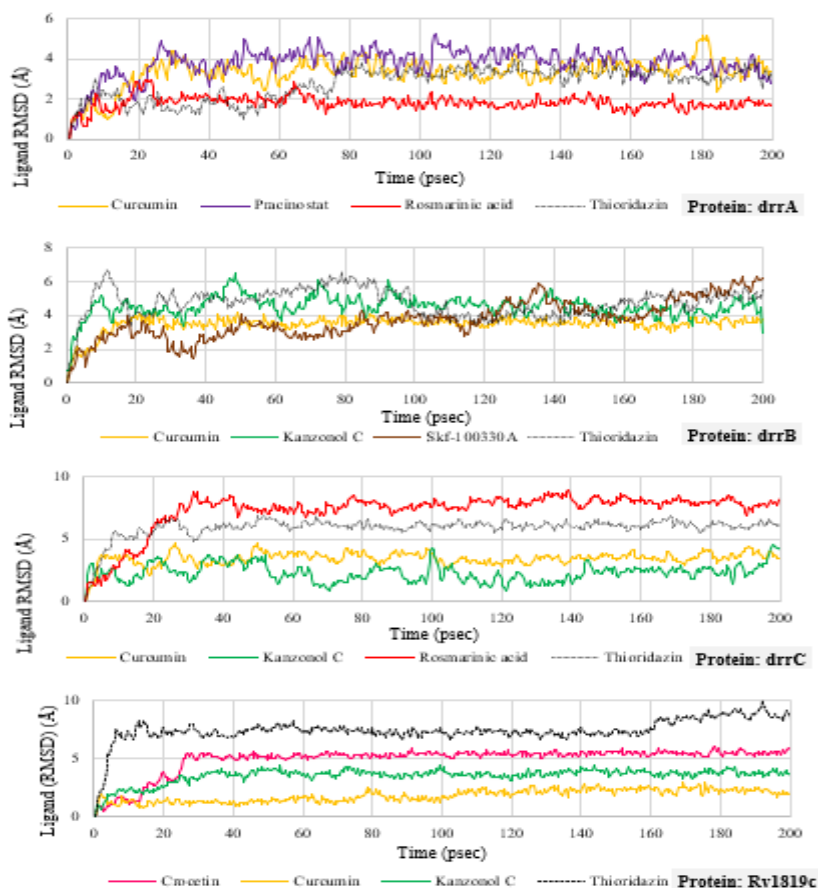 Ligand RMSD (Å)
6
4
2
0
0 20 40 60 80 100 120 140 160 180 200
Time (psec)
Curcumin Pracinostat Rosmarinic acid Thioridazin Protein: drrA
Ligand RMSD (Å)
8
6
4
2
0
0 20 40 60 80 100 120 140 160 180 200
Time (psec)
Curcumin Kanzonol C Skf-100330A Thioridazin Protein: drrB
Ligand RMSD (Å)
10
5
0
0 20 40 60 80 100 120 140 160 180 200
Time (psec)
Curcumin Kanzonol C Rosmarinic acid Thioridazin Protein: drrC
Ligand (RMSD) (Å)
10
5
0
0 20 40 60 80 100 120 140 160 180 200
Time (psec)
Crocetin Curcumin Kanzonol C Thioridazin Protein: Rv1819c